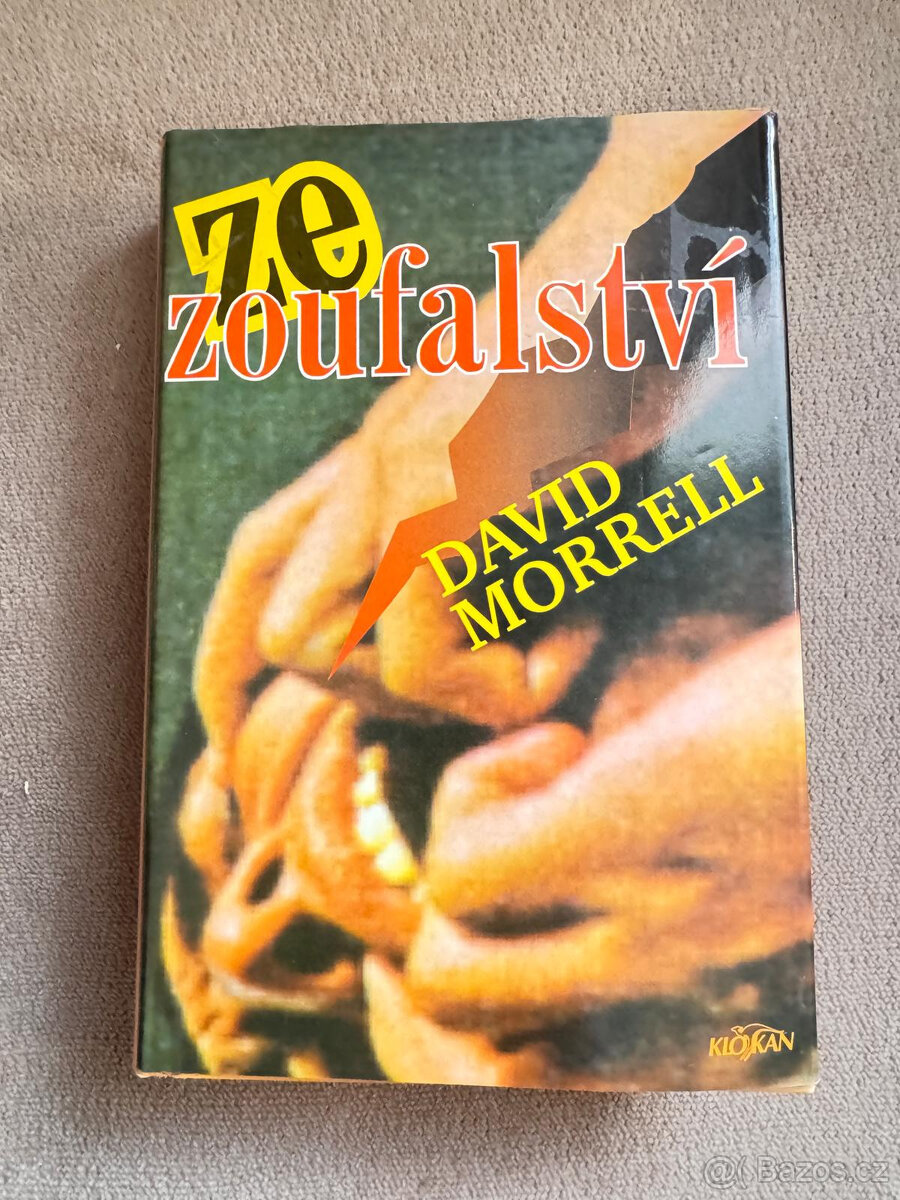 ze
zoufalství
DAVID
MORRELL
KLOKAN
@( Bazos.cz